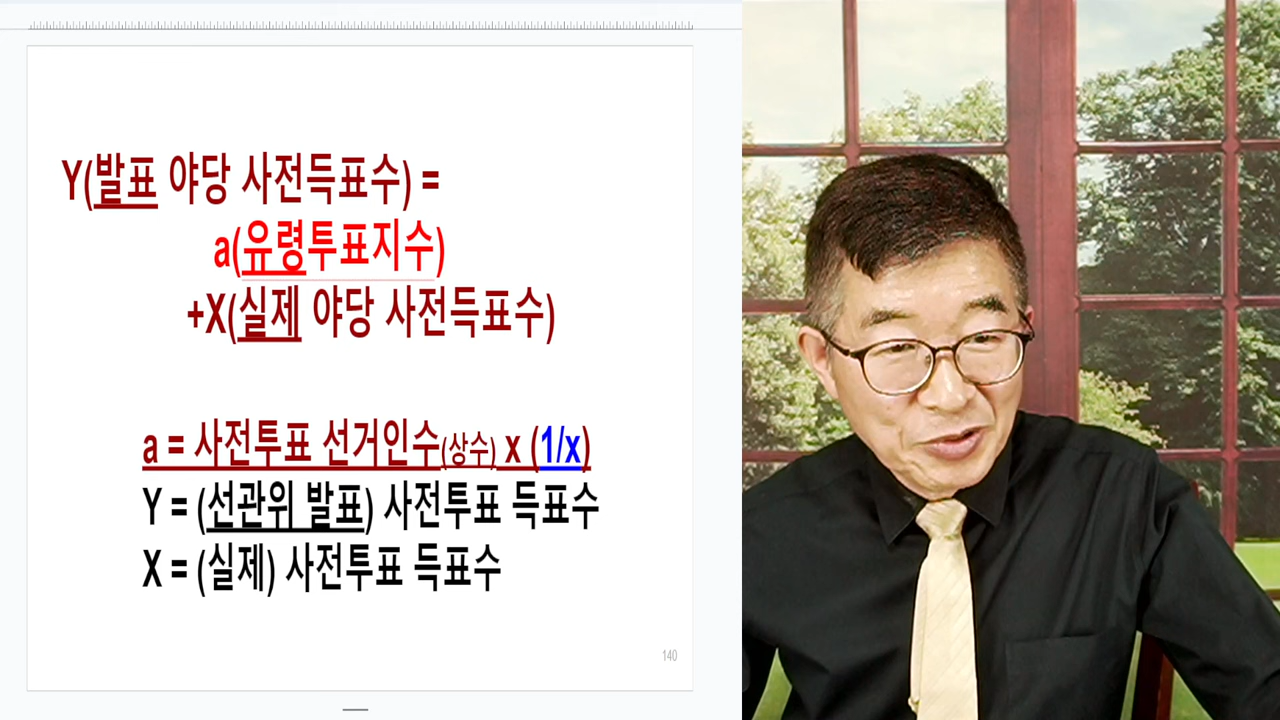 Y(발표 야당 사전득표수) =
a(유령투표지수)
+X(실제 야당 사전득표수)
a = 사전투표 선거인수(상수) x (1/x)
Y = (선관위 발표) 사전투표 득표수
X = (실제) 사전투표 득표수
140